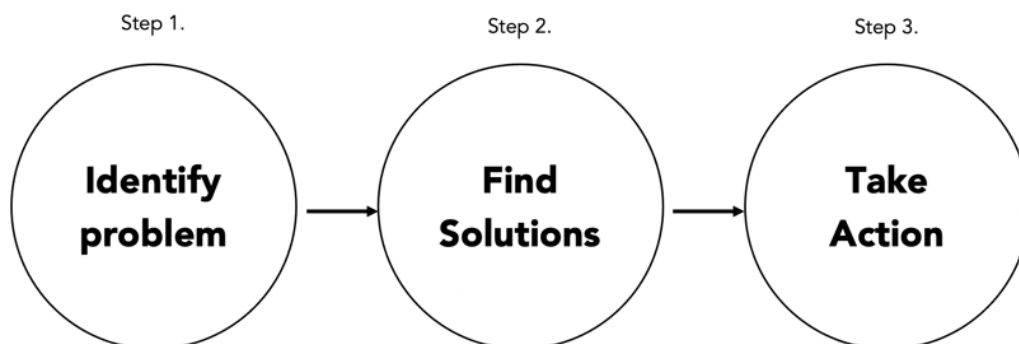 Step 1.
Step 2.
Step 3.
Identify
problem
Find
Solutions
Take
Action